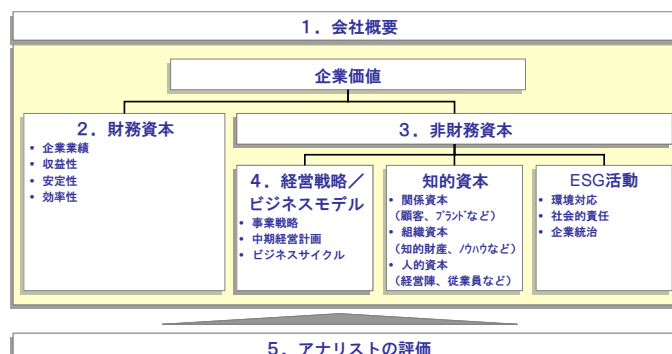 １．会社概要
企業価値
２．財務資本
• 企業業績
• 収益性
• 安定性
• 効率性
３．非財務資本
４．経営戦略／
ビジネスモデル
• 事業戦略
• 中期経営計画
• ビジネスサイクル
知的資本
• 関係資本
（顧客、ﾌﾞﾗﾝﾄﾞなど）
• 組織資本
（知的財産、ﾉｳﾊｳなど）
• 人的資本
（経営陣、従業員など）
ESG活動
• 環境対応
• 社会的責任
• 企業統治
５．アナリストの評価